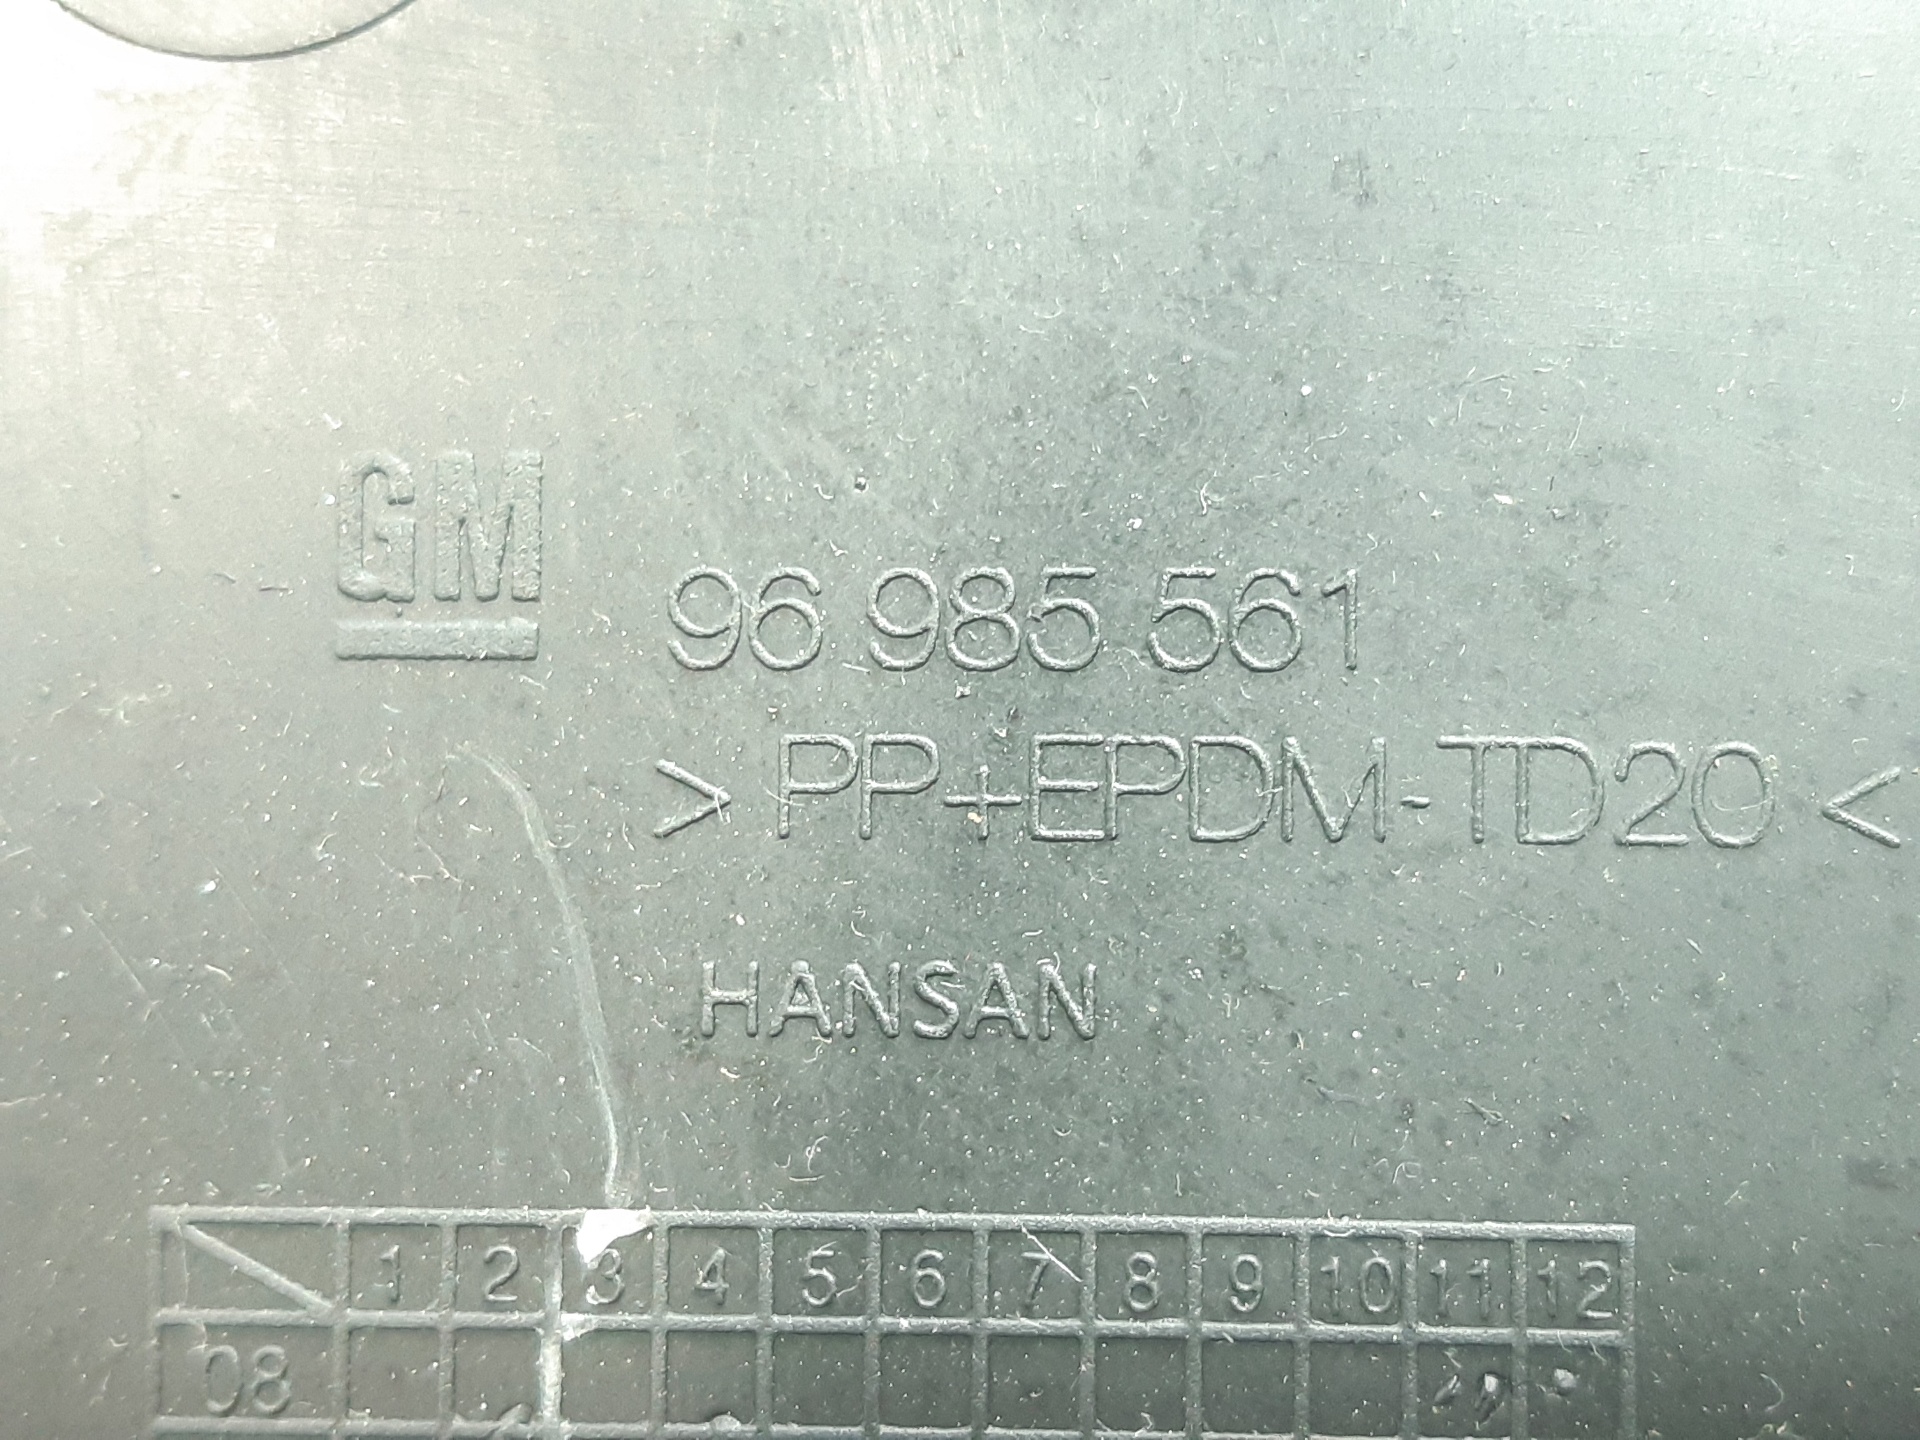 GM
96 985 561
> PP+EPDM-TD20 <
HANSAN
1 2 3 4 5 6 7 8 9 10 11 12
08